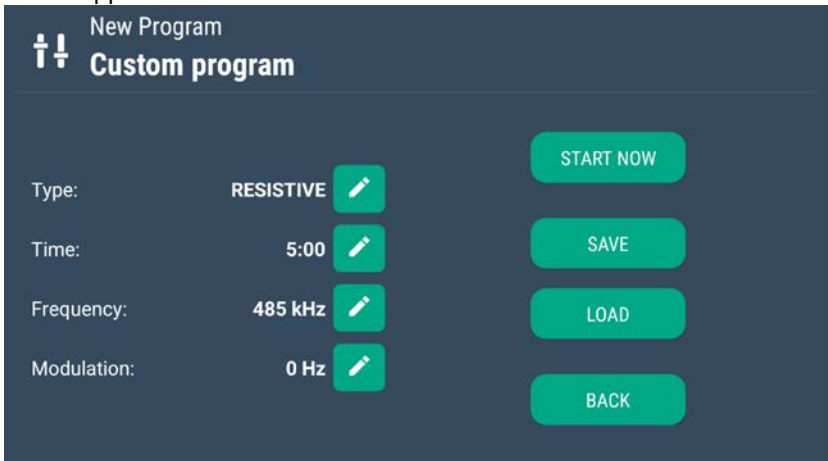 New Program
Custom program
Type: RESISTIVE
Time: 5:00
Frequency: 485 kHz
Modulation: 0 Hz
START NOW
SAVE
LOAD
BACK